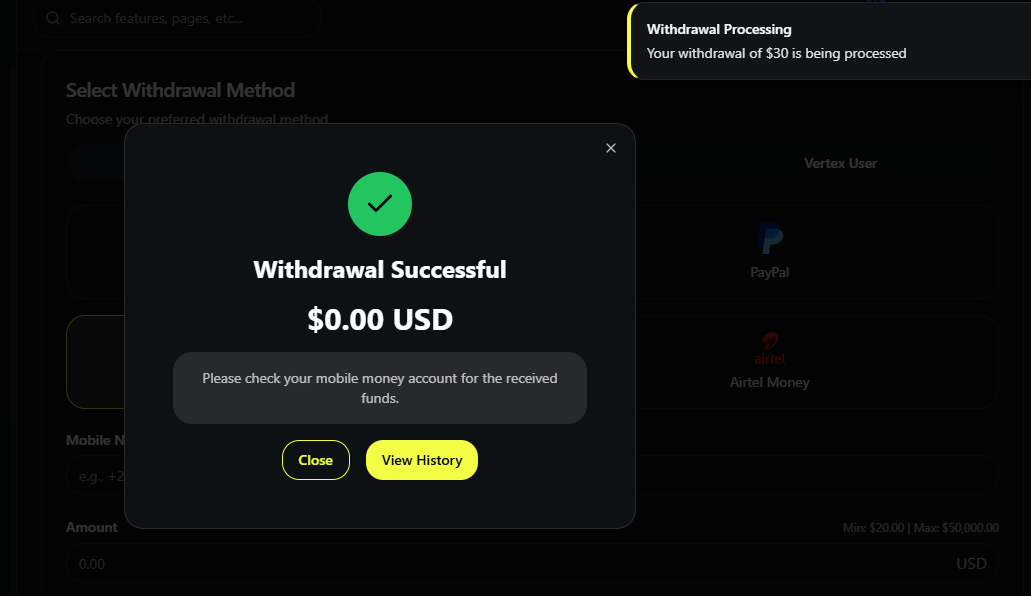 Search features, pages, etc...
Withdrawal Processing
Your withdrawal of $30 is being processed
Select Withdrawal Method
Choose your preferred withdrawal method
Vertex User
PayPal
Withdrawal Successful
$0.00 USD
Please check your mobile money account for the received
funds.
airtel
Airtel Money
Mobile N
e.g., +2
Close
View History
Amount
Min: $20.00 | Max: $50,000.00
0.00
USD